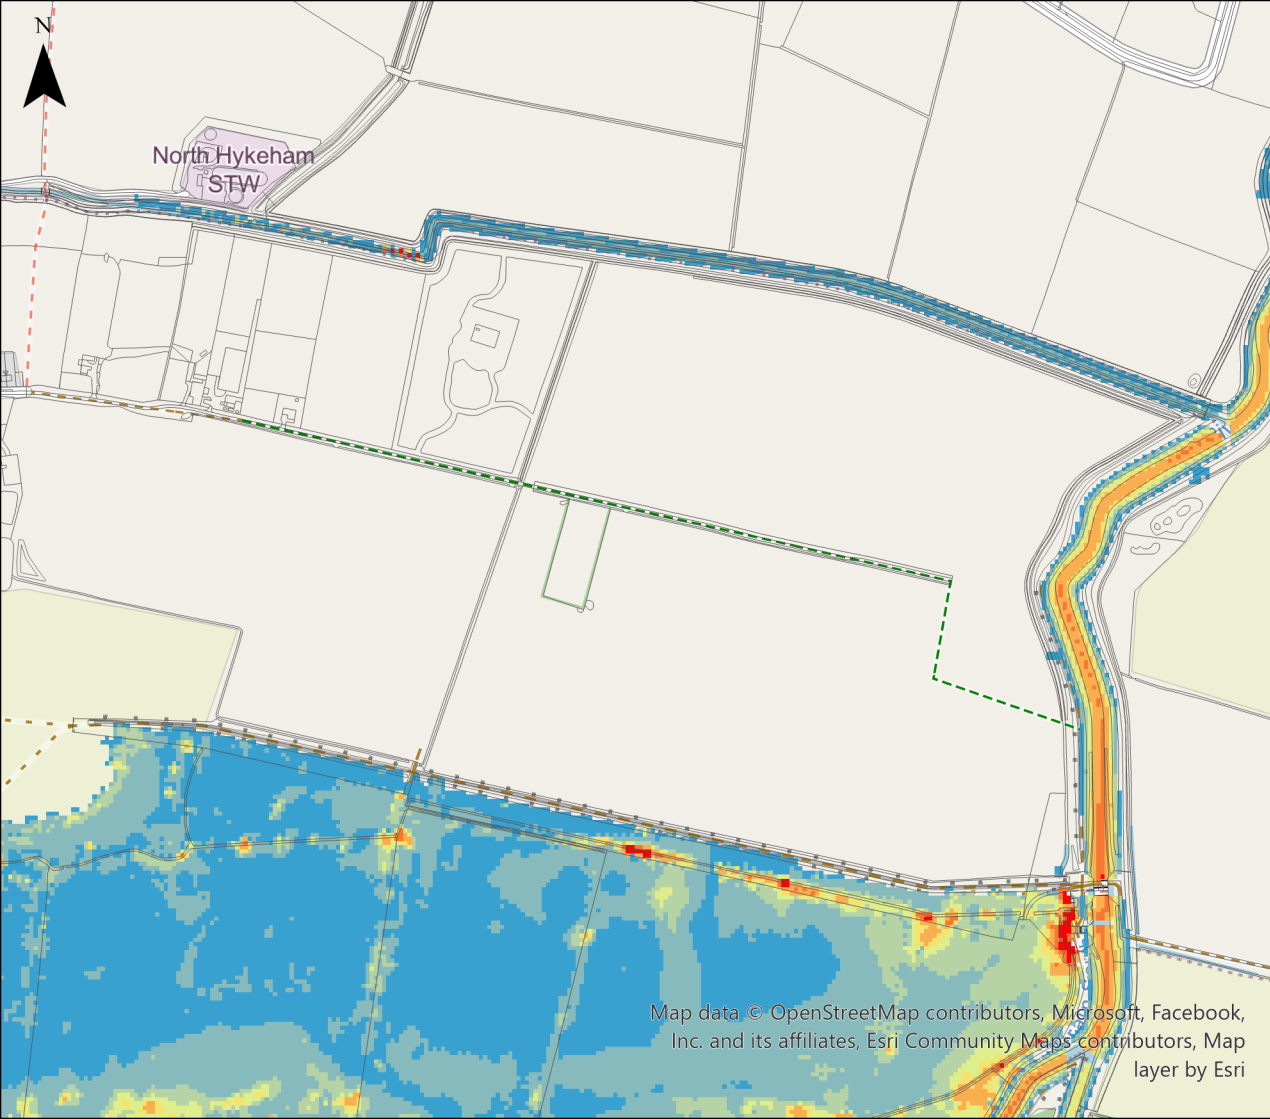 N
North Hykeham
STW
Map data © OpenStreetMap contributors, Microsoft, Facebook,
Inc. and its affiliates, Esri Community Maps contributors, Map
layer by Esri